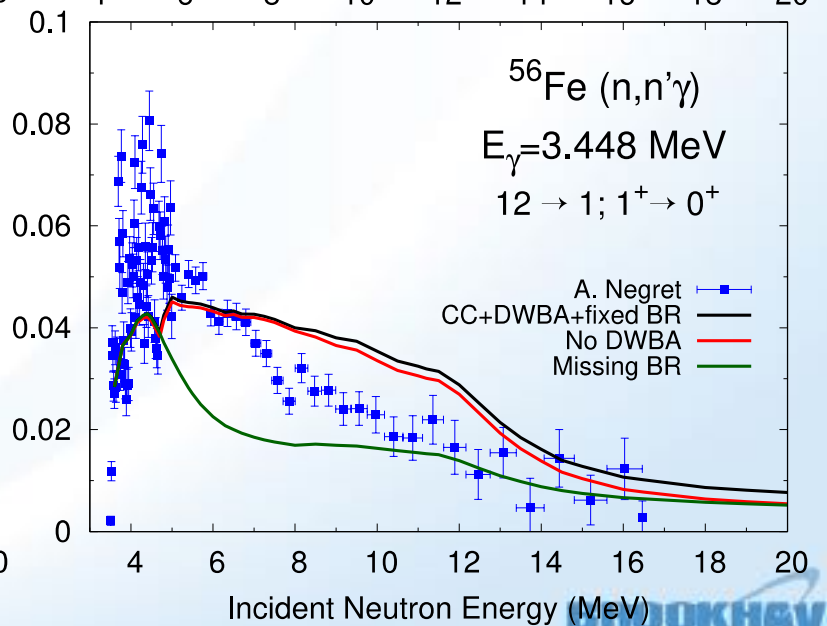 0.1
0.08
0.06
0.04
0.02
0
⁵⁶Fe (n,n'γ)
Eγ=3.448 MeV
12 → 1; 1⁺→ 0⁺
A. Negret
CC+DWBA+fixed BR
No DWBA
Missing BR
4 6 8 10 12 14 16 18 20
Incident Neutron Energy (MeV)